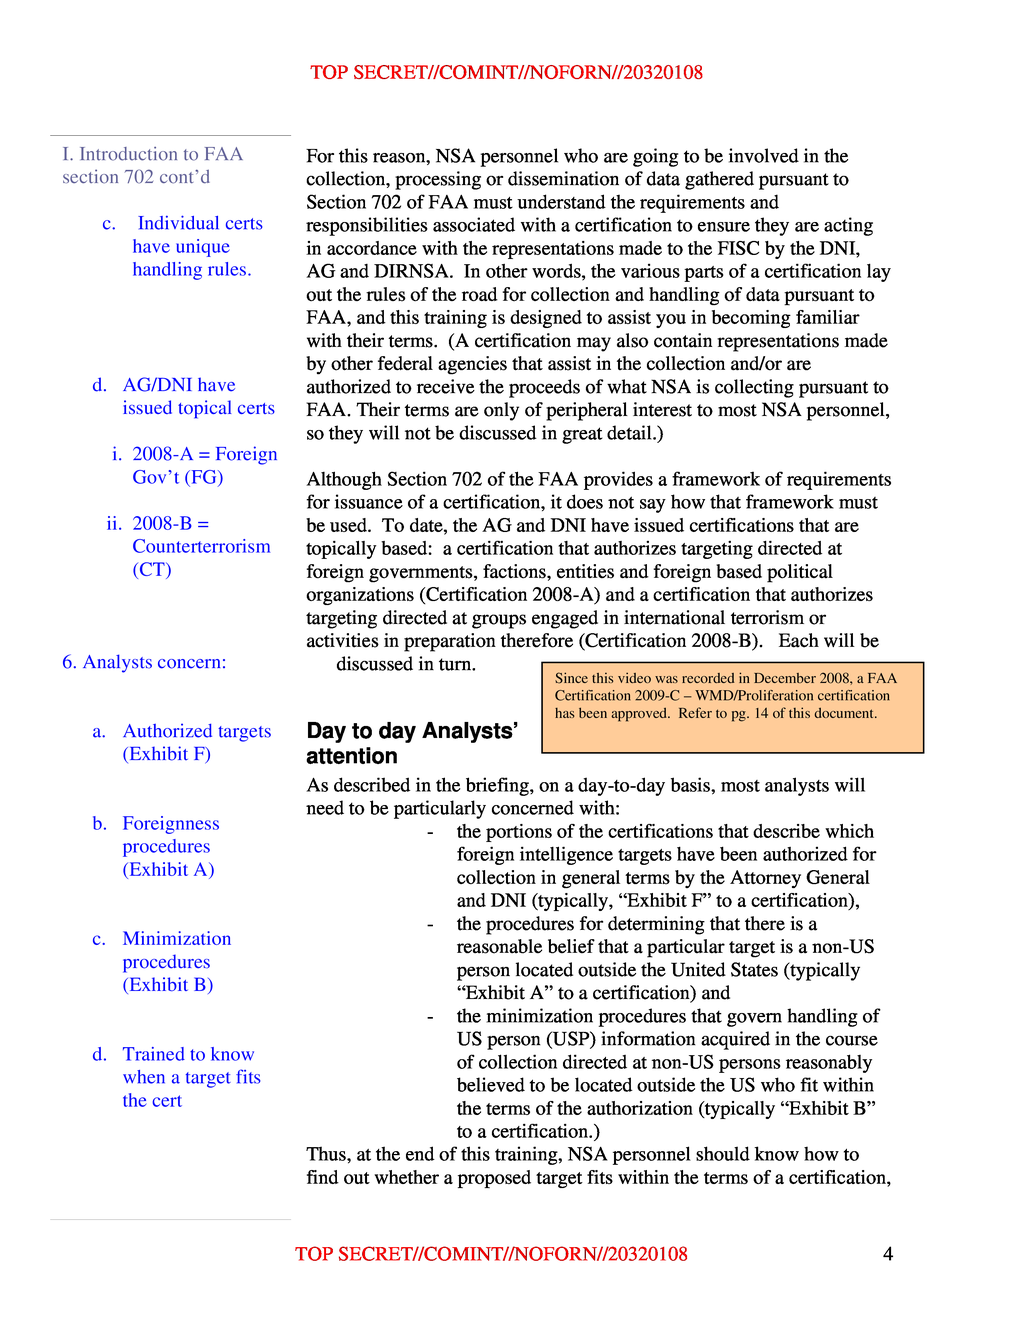 TOP SECRET//COMINT//NOFORN//20320108
I. Introduction to FAA
section 702 cont'd
c. Individual certs
have unique
handling rules.
d. AG/DNI have
issued topical certs
i. 2008-A = Foreign
Gov't (FG)
ii. 2008-B =
Counterterrorism
(CT)
6. Analysts concern:
a. Authorized targets
(Exhibit F)
b. Foreignness
procedures
(Exhibit A)
c. Minimization
procedures
(Exhibit B)
d. Trained to know
when a target fits
the cert
For this reason, NSA personnel who are going to be involved in the
collection, processing or dissemination of data gathered pursuant to
Section 702 of FAA must understand the requirements and
responsibilities associated with a certification to ensure they are acting
in accordance with the representations made to the FISC by the DNI,
AG and DIRNSA.  In other words, the various parts of a certification lay
out the rules of the road for collection and handling of data pursuant to
FAA, and this training is designed to assist you in becoming familiar
with their terms.  (A certification may also contain representations made
by other federal agencies that assist in the collection and/or are
authorized to receive the proceeds of what NSA is collecting pursuant to
FAA. Their terms are only of peripheral interest to most NSA personnel,
so they will not be discussed in great detail.)
Although Section 702 of the FAA provides a framework of requirements
for issuance of a certification, it does not say how that framework must
be used.  To date, the AG and DNI have issued certifications that are
topically based:  a certification that authorizes targeting directed at
foreign governments, factions, entities and foreign based political
organizations (Certification 2008-A) and a certification that authorizes
targeting directed at groups engaged in international terrorism or
activities in preparation therefore (Certification 2008-B).   Each will be
discussed in turn.
Since this video was recorded in December 2008, a FAA
Certification 2009-C – WMD/Proliferation certification
has been approved.  Refer to pg. 14 of this document.
Day to day Analysts'
attention
As described in the briefing, on a day-to-day basis, most analysts will
need to be particularly concerned with:
- the portions of the certifications that describe which
foreign intelligence targets have been authorized for
collection in general terms by the Attorney General
and DNI (typically, “Exhibit F” to a certification),
- the procedures for determining that there is a
reasonable belief that a particular target is a non-US
person located outside the United States (typically
“Exhibit A” to a certification) and
- the minimization procedures that govern handling of
US person (USP) information acquired in the course
of collection directed at non-US persons reasonably
believed to be located outside the US who fit within
the terms of the authorization (typically “Exhibit B”
to a certification.)
Thus, at the end of this training, NSA personnel should know how to
find out whether a proposed target fits within the terms of a certification,
TOP SECRET//COMINT//NOFORN//20320108
4